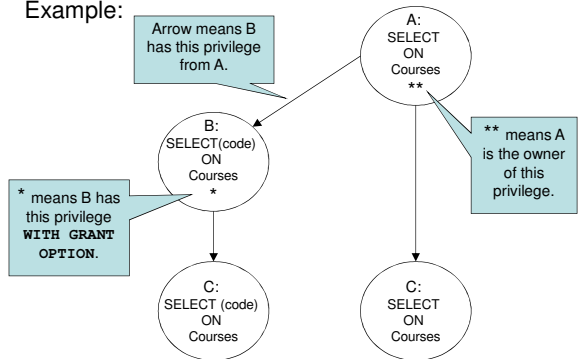 Example:
Arrow means B
has this privilege
from A.
A:
SELECT
ON
Courses
**
B:
SELECT(code)
ON
Courses
*
** means A
is the owner
of this
privilege.
* means B has
this privilege
WITH GRANT
OPTION.
C:
SELECT (code)
ON
Courses
C:
SELECT
ON
Courses